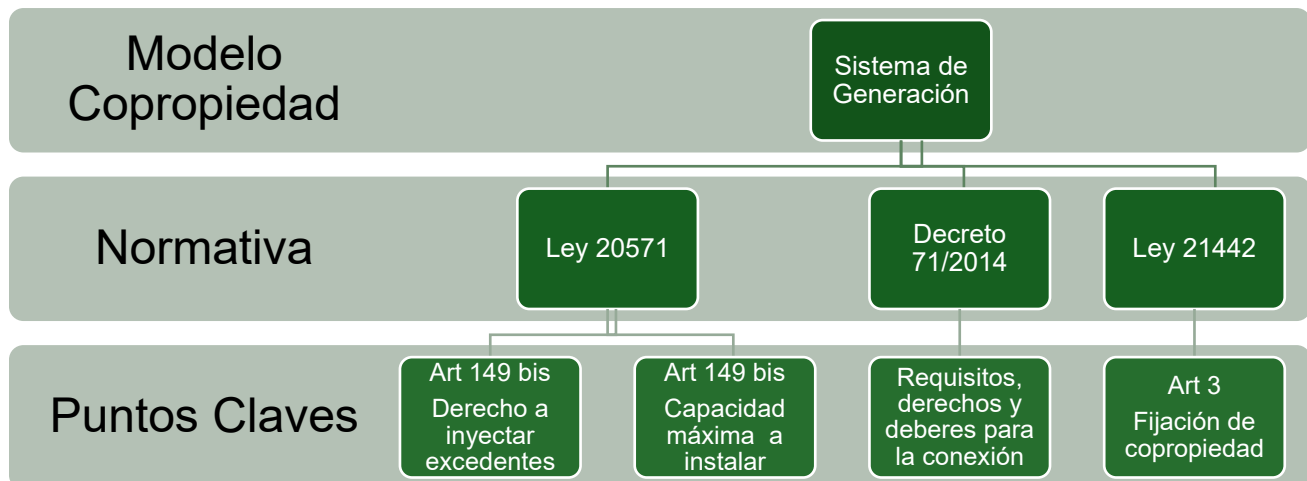 Modelo
Copropiedad
Sistema de
Generación
Normativa
Ley 20571
Decreto
71/2014
Ley 21442
Puntos Claves
Art 149 bis
Derecho a
inyectar
excedentes
Art 149 bis
Capacidad
máxima a
instalar
Requisitos,
derechos y
deberes para
la conexión
Art 3
Fijación de
copropiedad